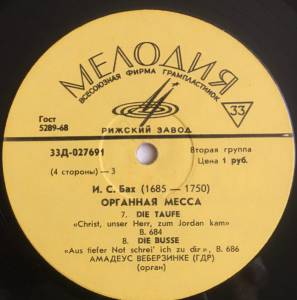 МЕЛОДИЯ
ВСЕСОЮЗНАЯ ФИРМА ГРАМПЛАСТИНОК
Гост
5289-68
33
РИЖСКИЙ ЗАВОД
33Д-027691
Вторая группа
(4 стороны) — 3
Цена 1 руб.
И. С. Бах (1685 — 1750)
ОРГАННАЯ МЕССА
7. DIE TAUFE
«Christ, unser Herr, zum Jordan kam»
B. 684
8. DIE BUSSE
«Aus tiefer Not schrei' ich zu dir», B. 686
АМАДЕУС ВЕБЕРЗИНКЕ (ГДР)
(орган)